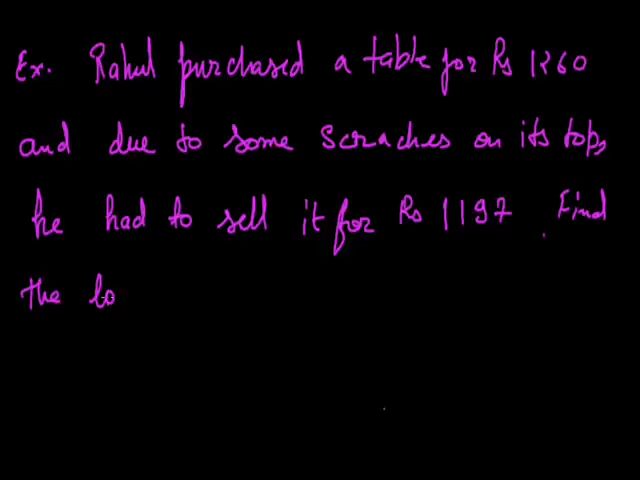 Ex. Rahul purchased a table for Rs 1260
and due to some scraches on its top,
he had to sell it for Rs 1197. Find
the lo